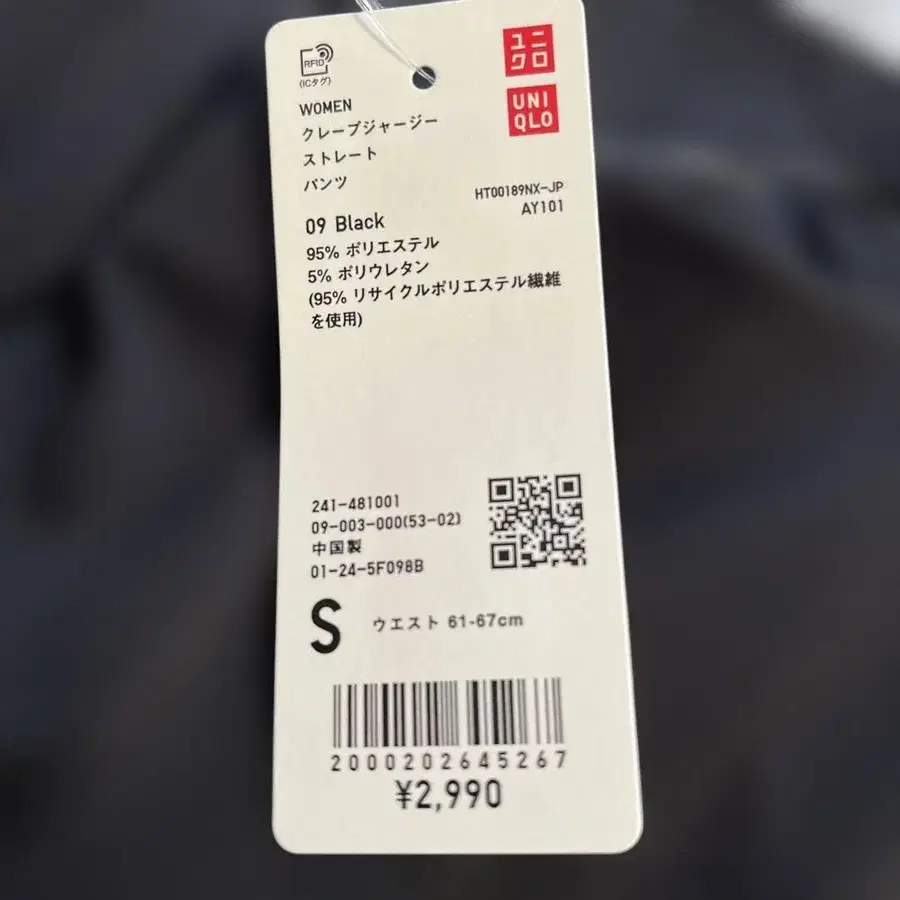 RFID
(ICタグ)
ユニ
クロ
UNI
QLO
WOMEN
クレープジャージー
ストレート
パンツ
HT00189NX-JP
AY101
09 Black
95% ポリエステル
5% ポリウレタン
(95% リサイクルポリエステル繊維
を使用)
241-481001
09-003-000(53-02)
中国製
01-24-5F098B
S ウエスト 61-67cm
2000202645267
¥2,990